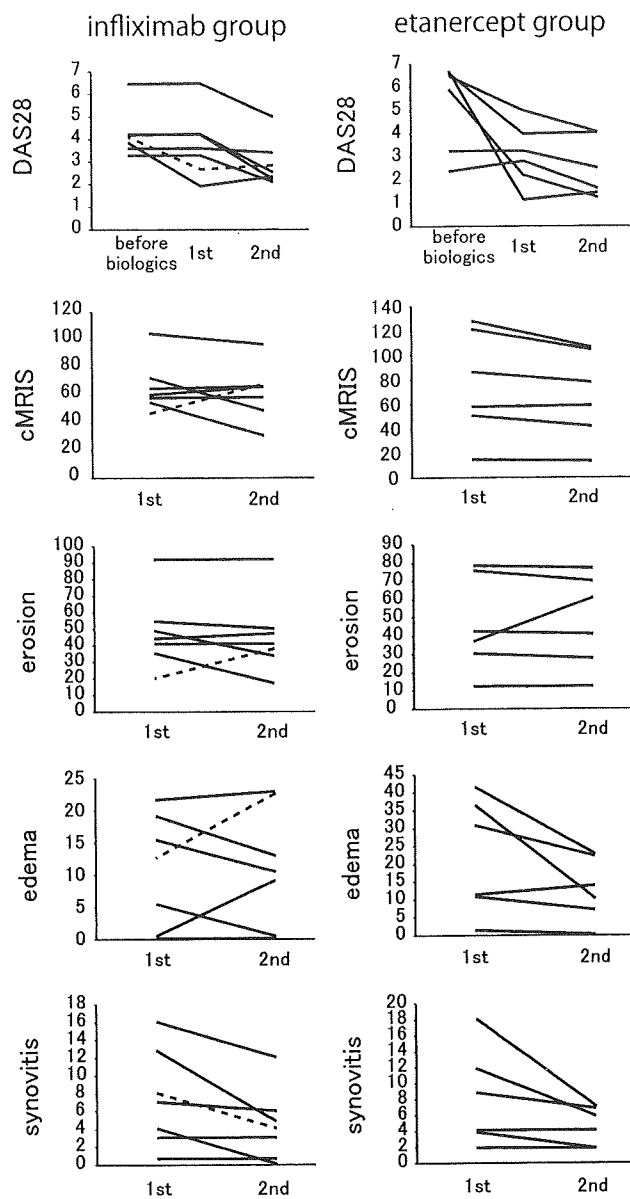 infliximab group
etanercept group
DAS28
7
6
5
4
3
2
1
0
before
biologics
1st
2nd
DAS28
7
6
5
4
3
2
1
0
before
biologics
1st
2nd
cMRIS
120
100
80
60
40
20
0
1st
2nd
cMRIS
140
120
100
80
60
40
20
0
1st
2nd
erosion
100
90
80
70
60
50
40
30
20
10
0
1st
2nd
erosion
90
80
70
60
50
40
30
20
10
0
1st
2nd
edema
25
20
15
10
5
0
1st
2nd
edema
45
40
35
30
25
20
15
10
5
0
1st
2nd
synovitis
18
16
14
12
10
8
6
4
2
0
1st
2nd
synovitis
20
18
16
14
12
10
8
6
4
2
0
1st
2nd